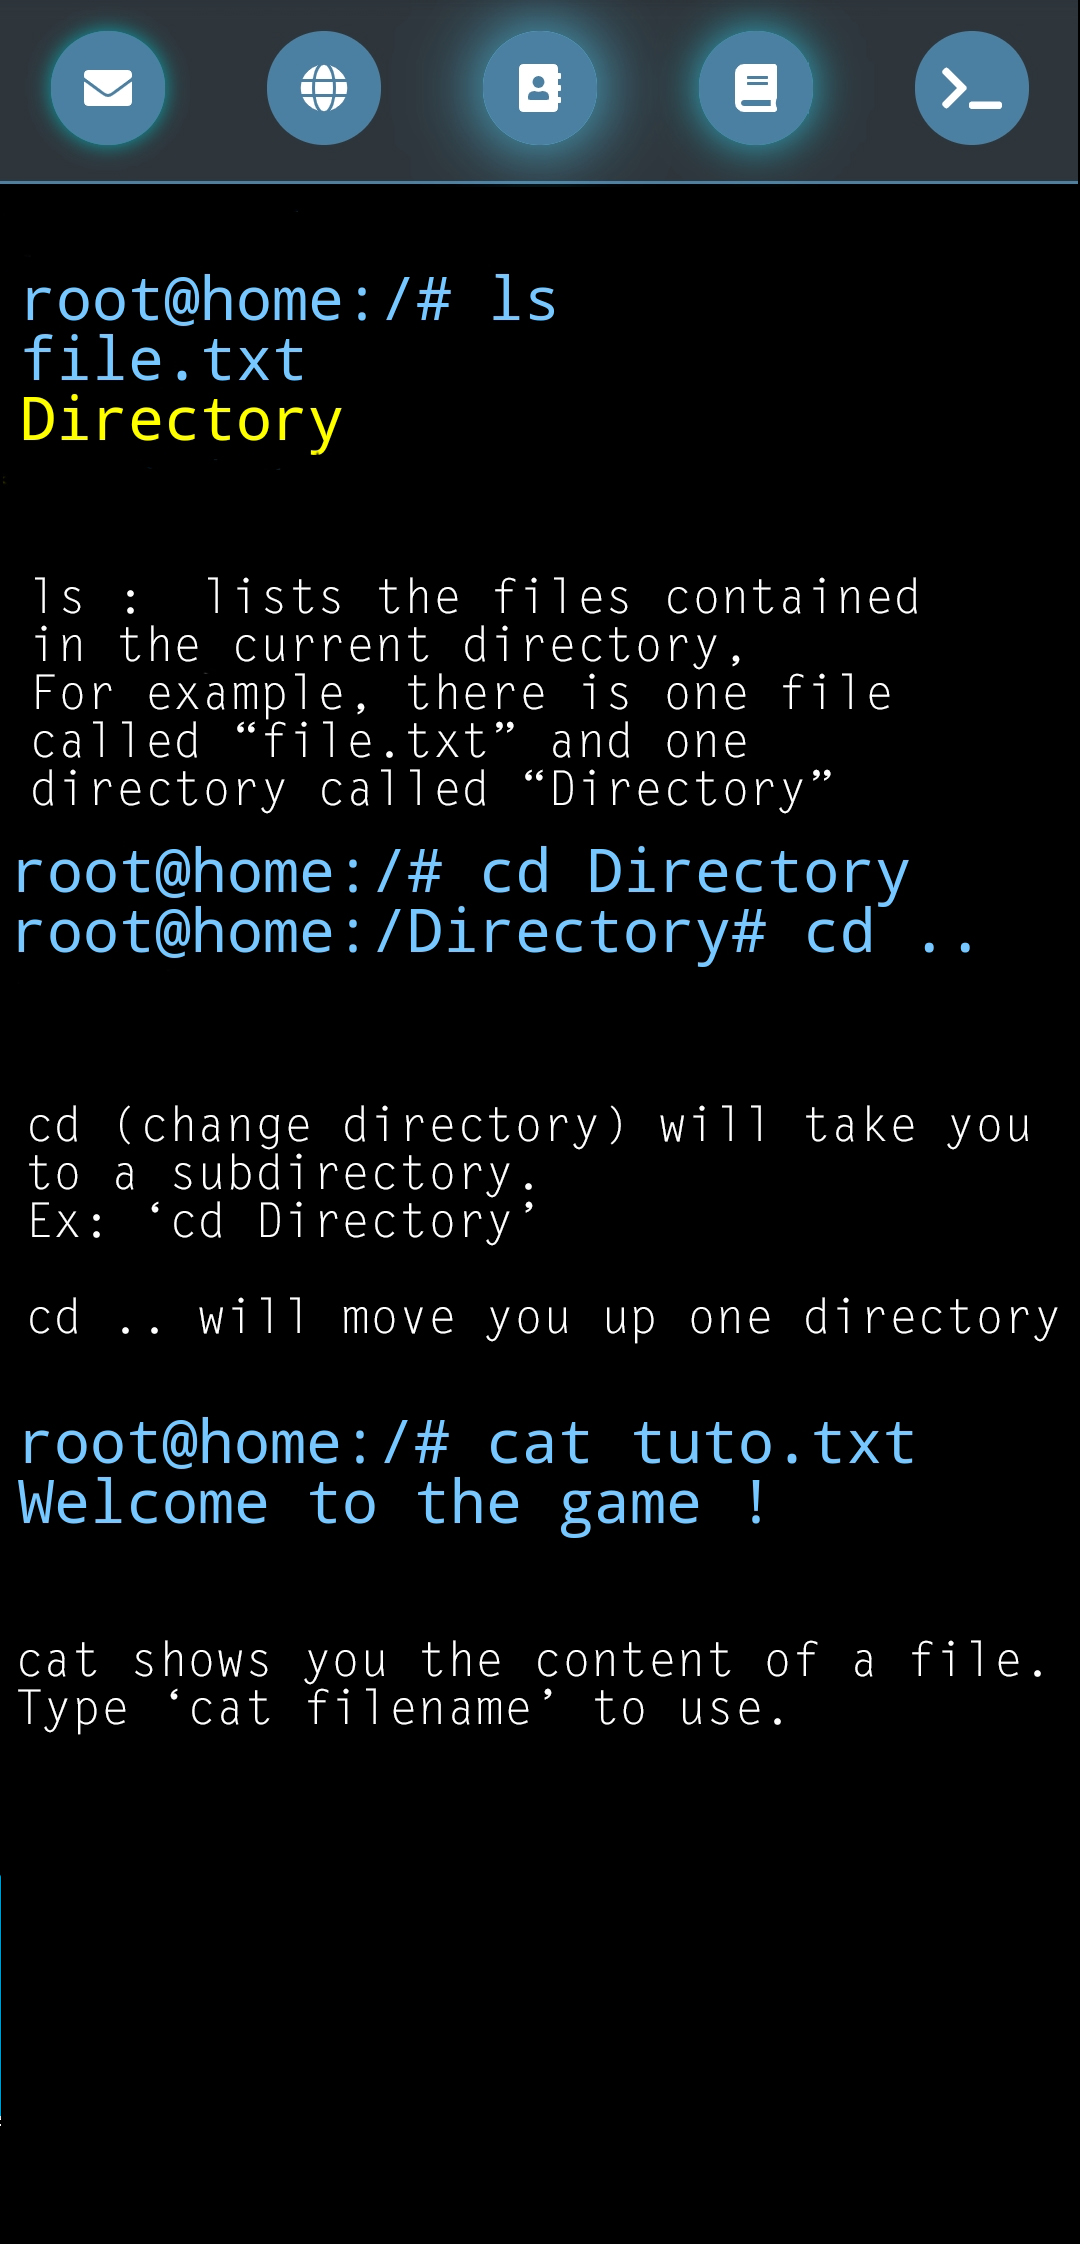 root@home:/# ls
file.txt
Directory
ls :  lists the files contained
in the current directory,
For example, there is one file
called “file.txt” and one
directory called “Directory”
root@home:/# cd Directory
root@home:/Directory# cd ..
cd (change directory) will take you
to a subdirectory.
Ex: ‘cd Directory’
cd .. will move you up one directory
root@home:/# cat tuto.txt
Welcome to the game !
cat shows you the content of a file.
Type ‘cat filename’ to use.